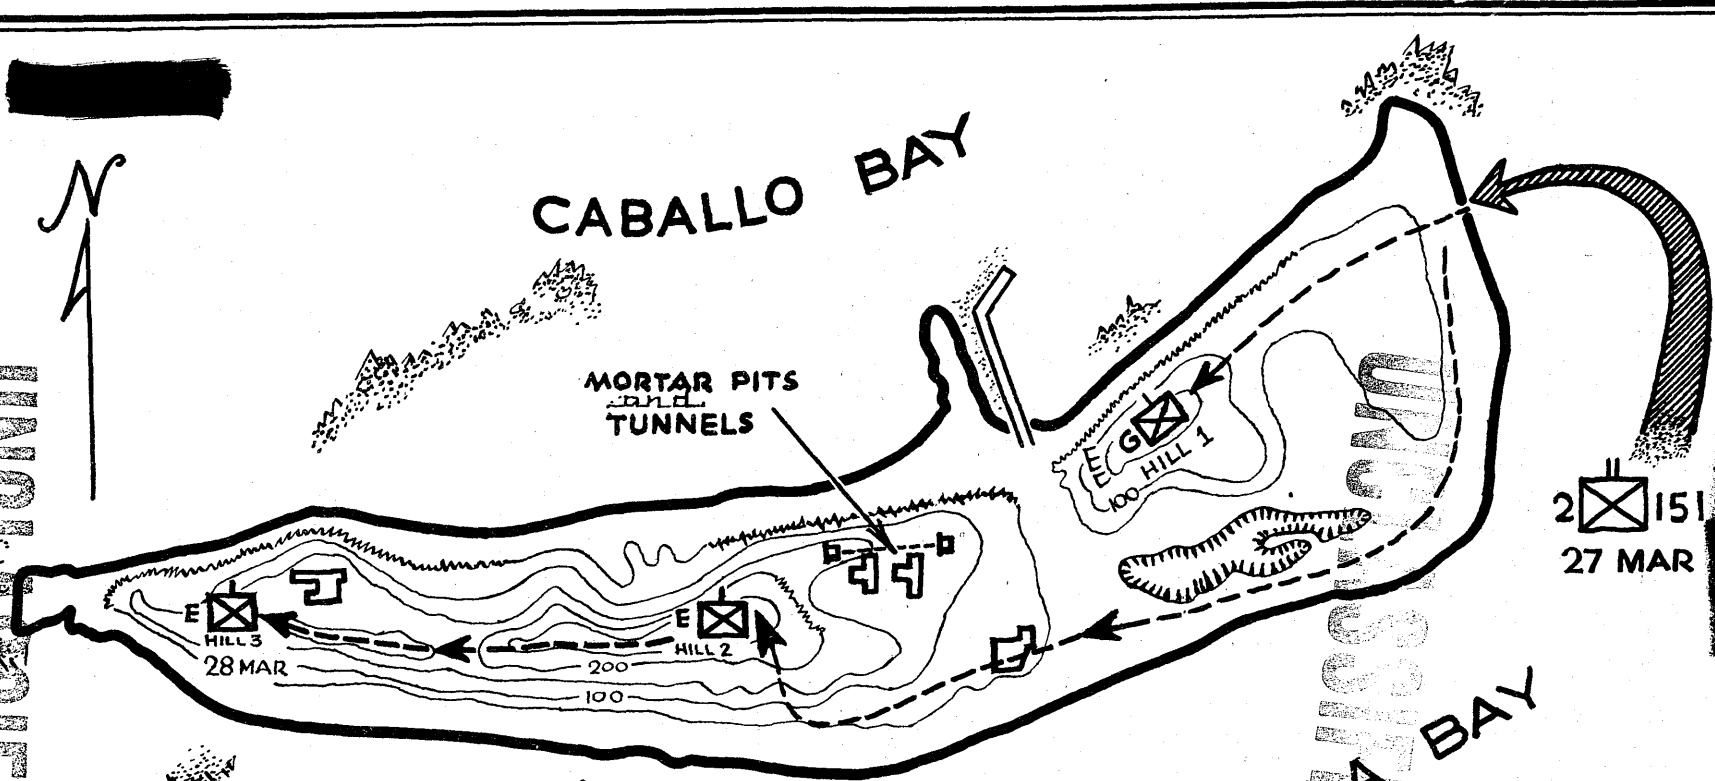 N
CABALLO BAY
MORTAR PITS
and
TUNNELS
G
E
HILL 1
100
2 151
27 MAR
E
HILL 3
28 MAR
E
HILL 2
200
100
BAY